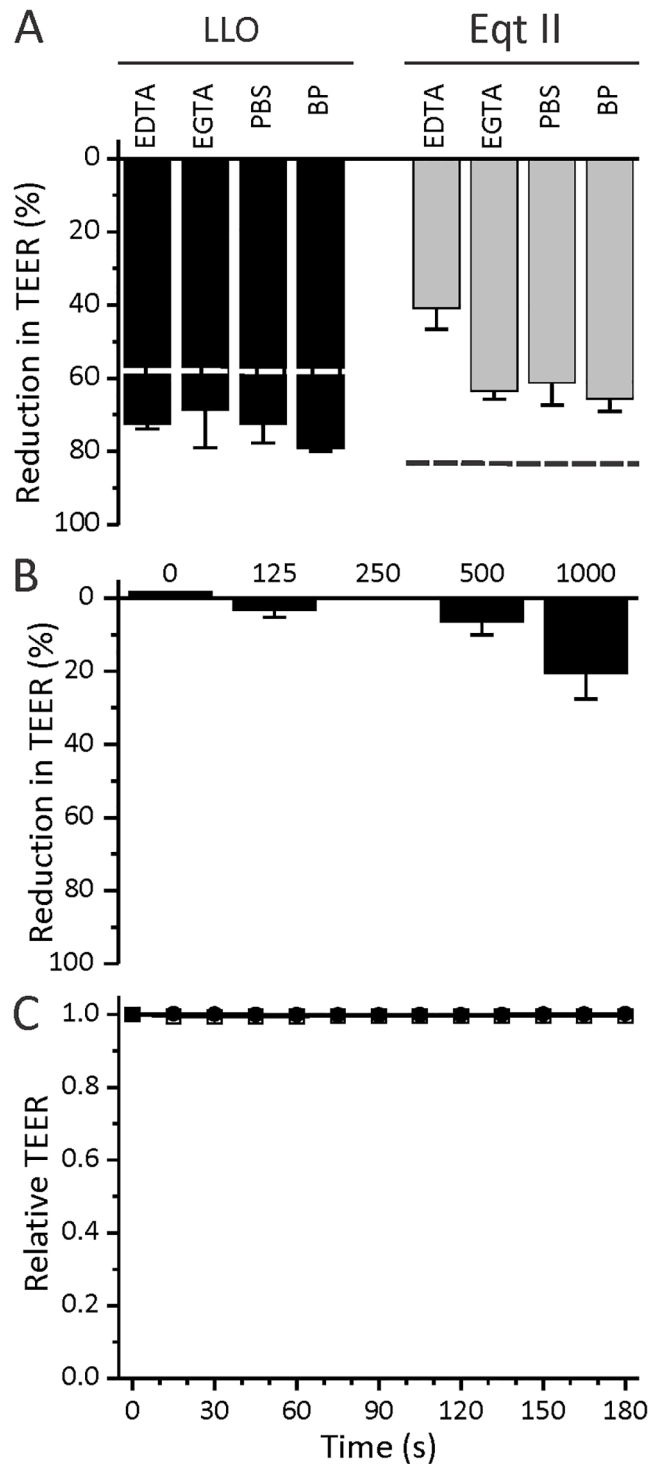 A
LLO Eqt II
EDTA EGTA PBS BP EDTA EGTA PBS BP
Reduction in TEER (%)
0
20
40
60
80
100
B
0 125 250 500 1000
Reduction in TEER (%)
0
20
40
60
80
100
C
Relative TEER
1.0
0.8
0.6
0.4
0.2
0.0
0 30 60 90 120 150 180
Time (s)